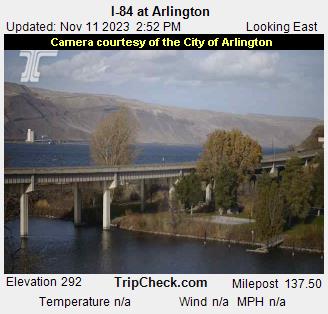 I-84 at Arlington
Updated: Nov 11 2023 2:52 PM Looking East
Camera courtesy of the City of Arlington
Elevation 292 TripCheck.com Milepost 137.50
Temperature n/a Wind n/a MPH n/a